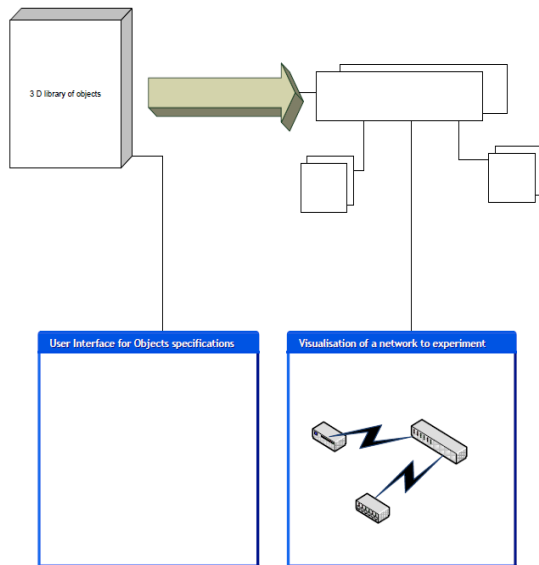 3 D library of objects
User Interface for Objects specifications
Visualisation of a network to experiment